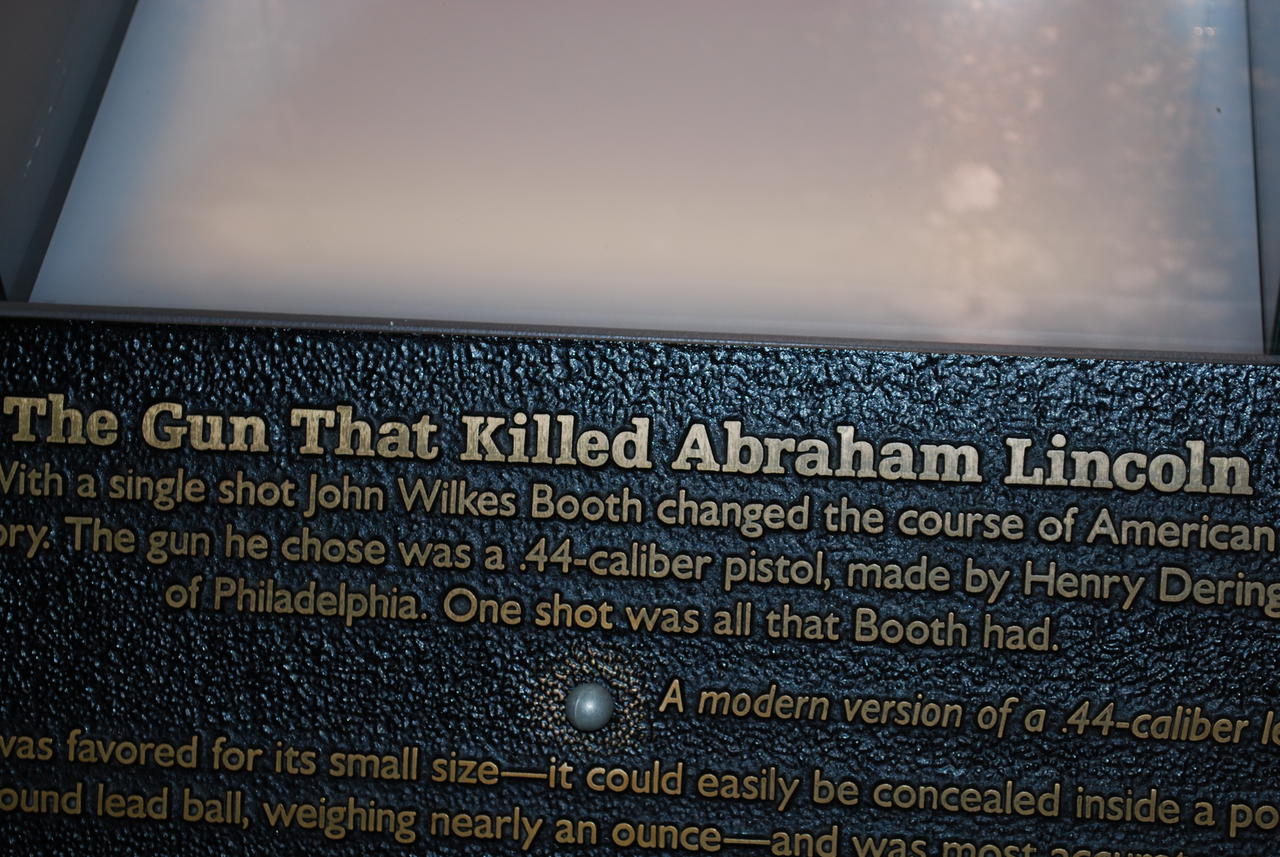 The Gun That Killed Abraham Lincoln
With a single shot John Wilkes Booth changed the course of American
ory. The gun he chose was a .44-caliber pistol, made by Henry Dering
of Philadelphia. One shot was all that Booth had.
A modern version of a .44-caliber le
was favored for its small size—it could easily be concealed inside a po
ound lead ball, weighing nearly an ounce—and was most accurate